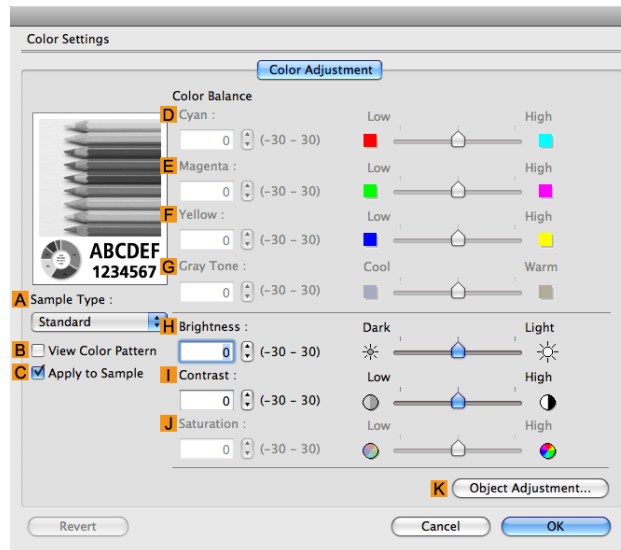 Color Settings
Color Adjustment
ABCDEF
1234567
A Sample Type :
Standard
B View Color Pattern
C Apply to Sample
Color Balance
D Cyan : Low High
0 (-30 – 30)
E Magenta : Low High
0 (-30 – 30)
F Yellow : Low High
0 (-30 – 30)
G Gray Tone : Cool Warm
0 (-30 – 30)
H Brightness : Dark Light
0 (-30 – 30)
I Contrast : Low High
0 (-30 – 30)
J Saturation : Low High
0 (-30 – 30)
K Object Adjustment...
Revert Cancel OK